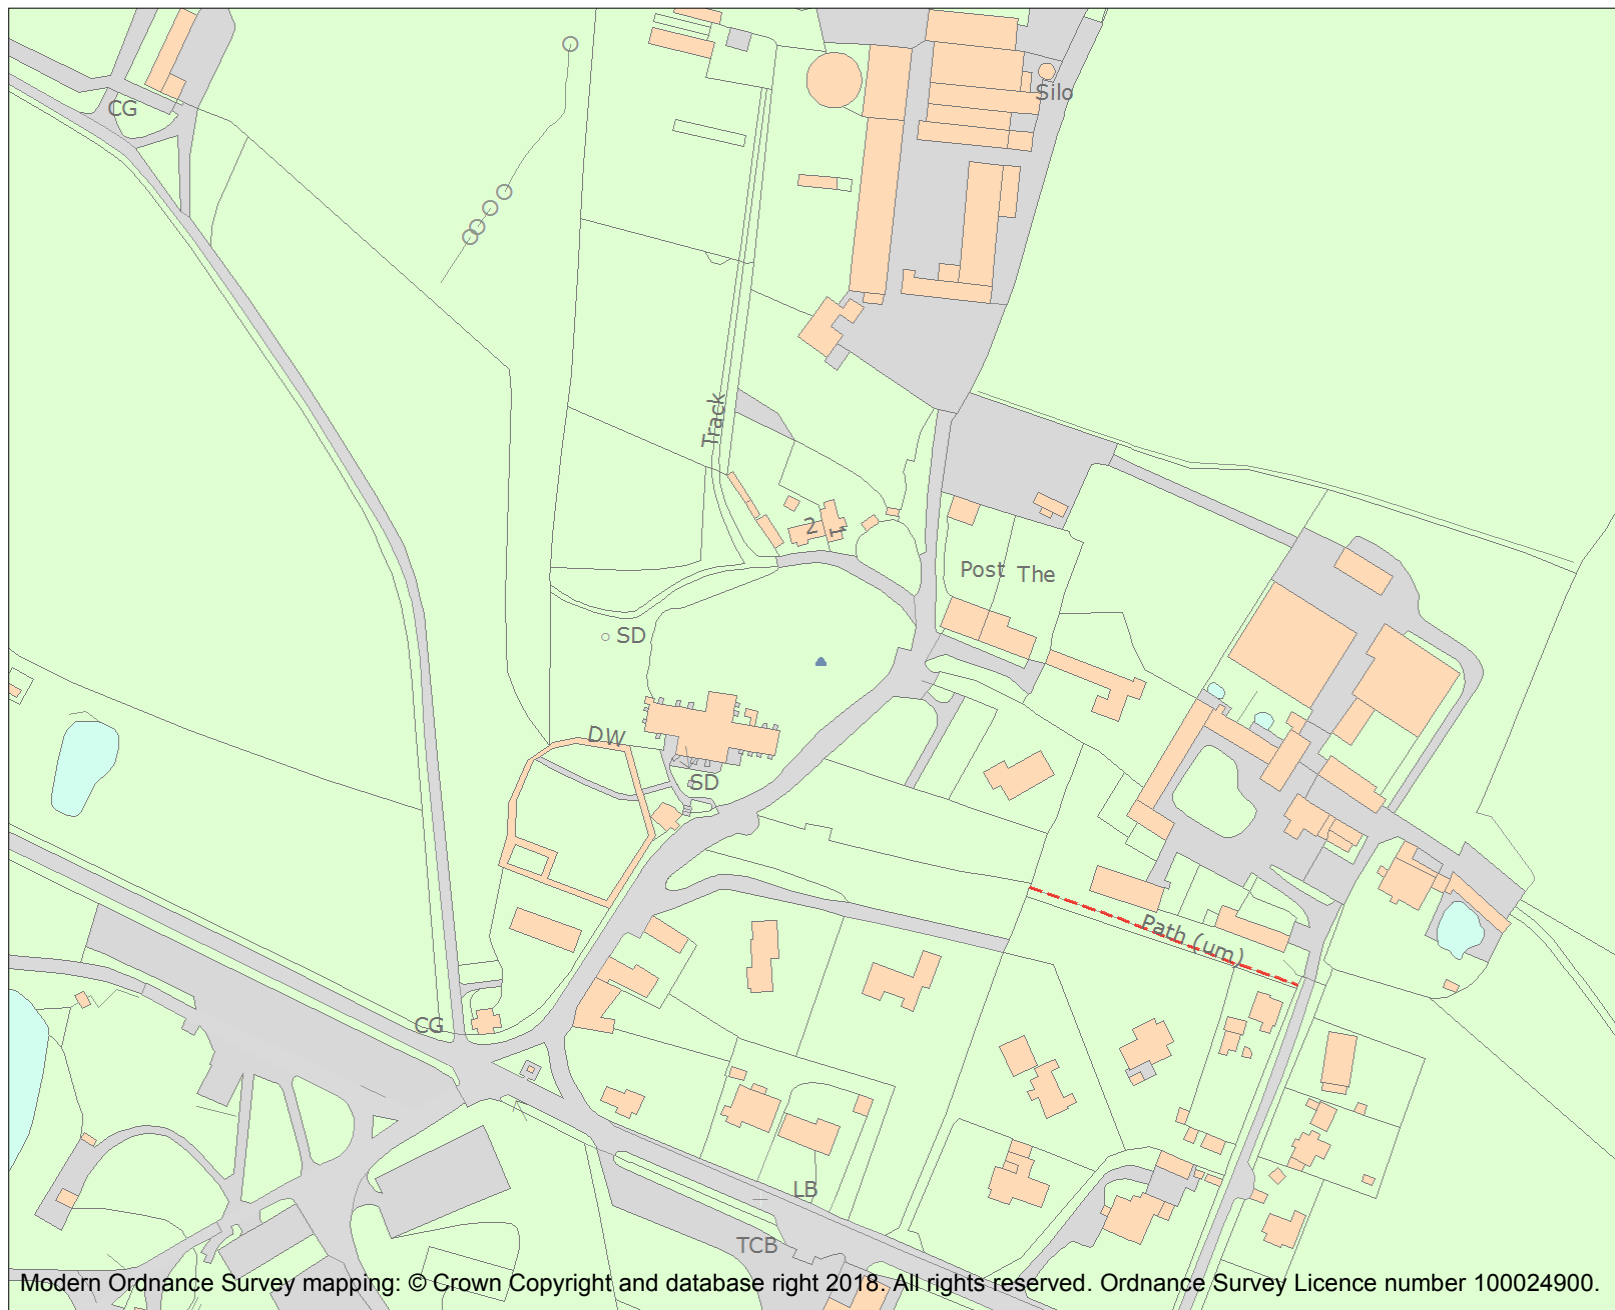 CG
Silo
Track
2
1
Post The
SD
DW
SD
Path (um)
CG
LB
TCB
Modern Ordnance Survey mapping: © Crown Copyright and database right 2018. All rights reserved. Ordnance Survey Licence number 100024900.